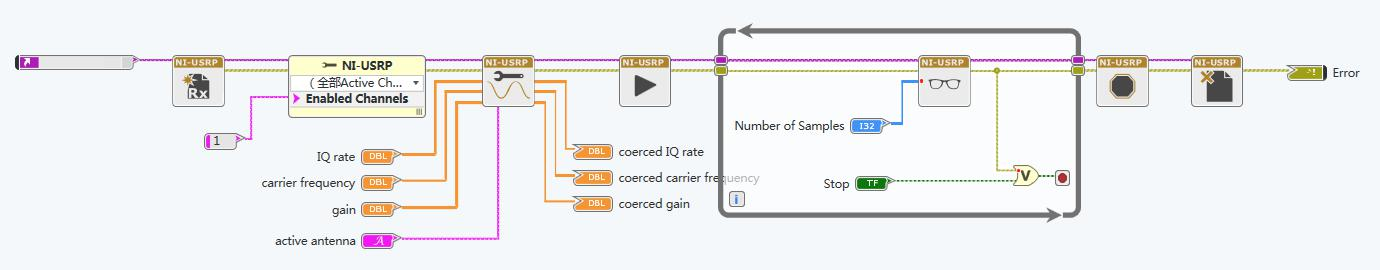 NI-USRP
Rx
NI-USRP
( 全部Active Ch...
Enabled Channels
NI-USRP
NI-USRP
NI-USRP
NI-USRP
NI-USRP
Error
1
IQ rate
DBL
carrier frequency
DBL
gain
DBL
active antenna
A
DBL
coerced IQ rate
DBL
coerced carrier frequency
DBL
coerced gain
Number of Samples
I32
Stop
TF
V
i